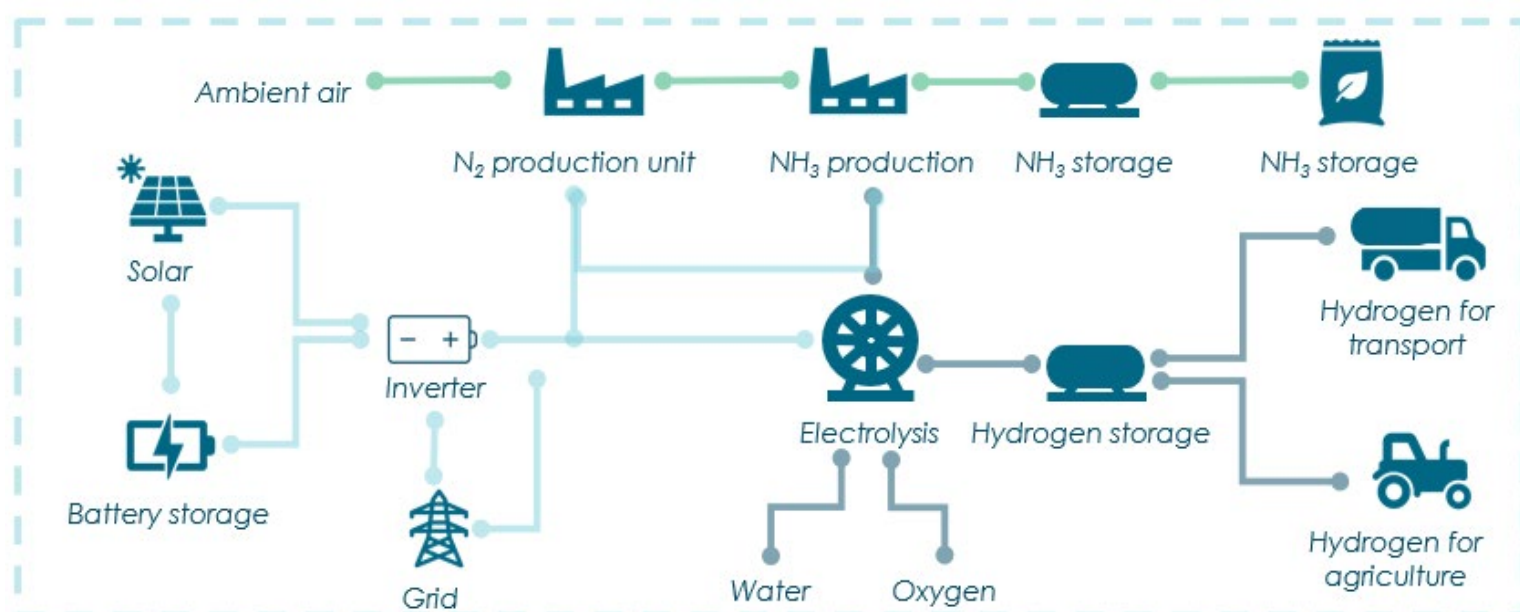 Ambient air
N₂ production unit
NH₃ production
NH₃ storage
NH₃ storage
Solar
Hydrogen for
transport
Inverter
Electrolysis
Hydrogen storage
Battery storage
Hydrogen for
agriculture
Grid
Water
Oxygen